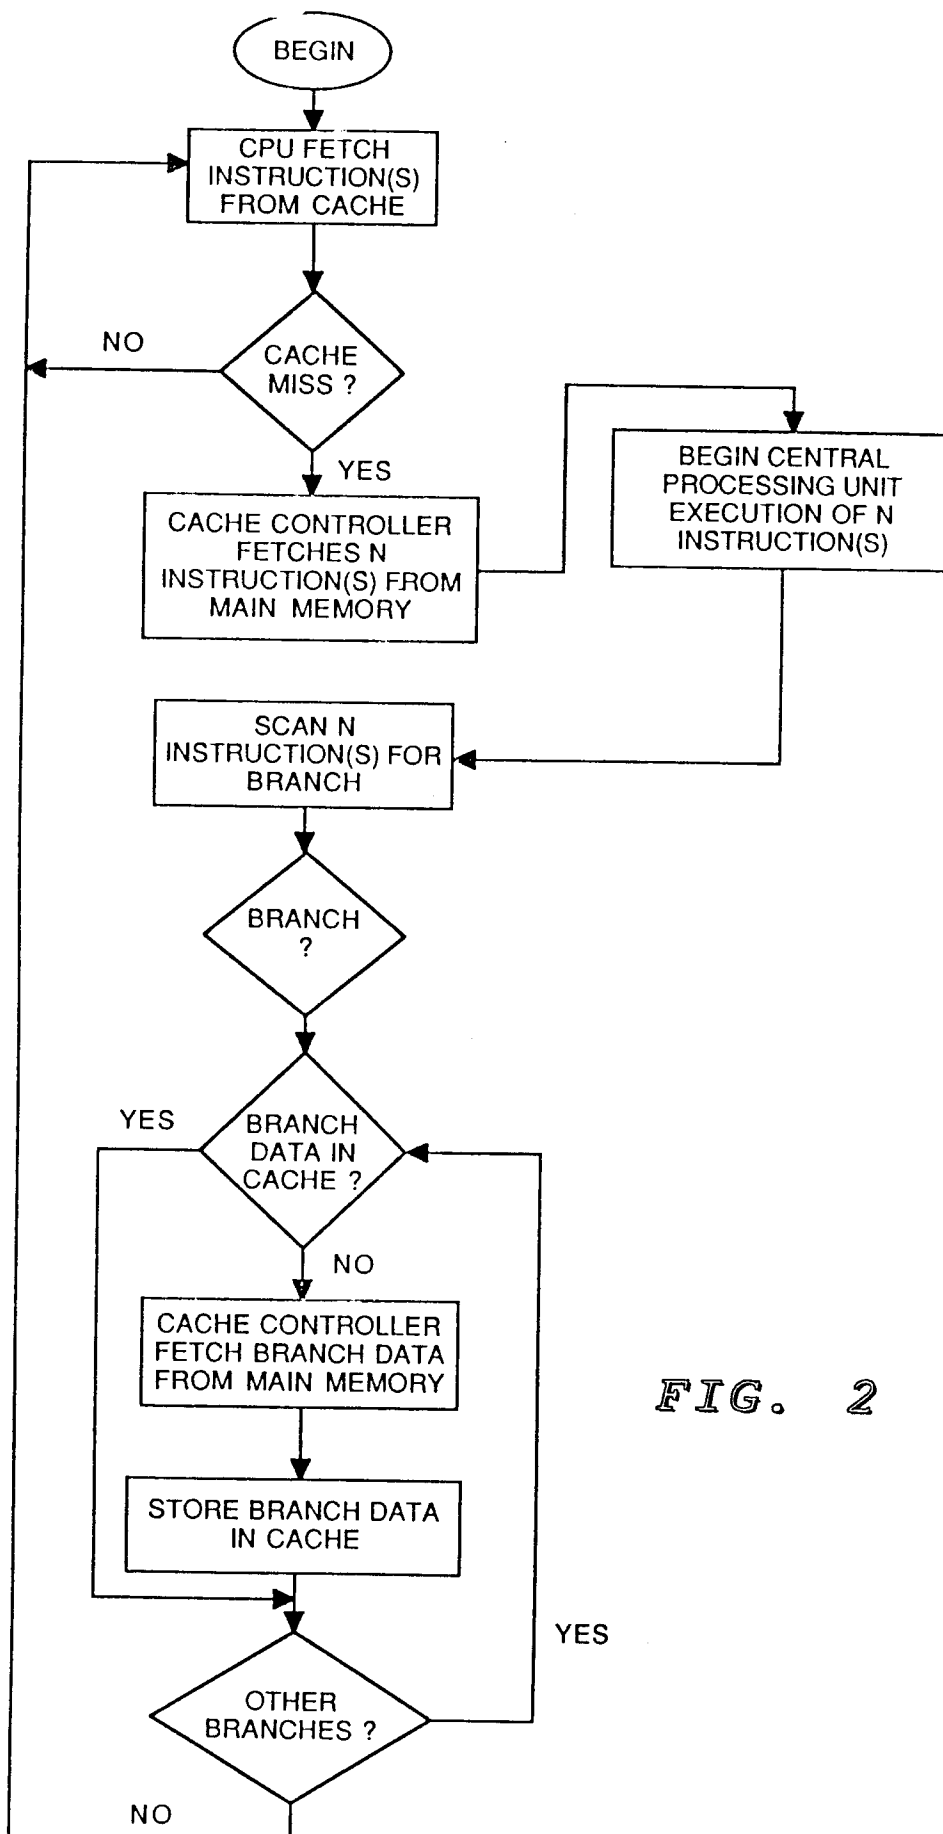 BEGIN
CPU FETCH
INSTRUCTION(S)
FROM CACHE
NO
CACHE
MISS ?
YES
CACHE CONTROLLER
FETCHES N
INSTRUCTION(S) FROM
MAIN MEMORY
BEGIN CENTRAL
PROCESSING UNIT
EXECUTION OF N
INSTRUCTION(S)
SCAN N
INSTRUCTION(S) FOR
BRANCH
BRANCH
?
YES
BRANCH
DATA IN
CACHE ?
NO
CACHE CONTROLLER
FETCH BRANCH DATA
FROM MAIN MEMORY
FIG. 2
STORE BRANCH DATA
IN CACHE
YES
OTHER
BRANCHES ?
NO